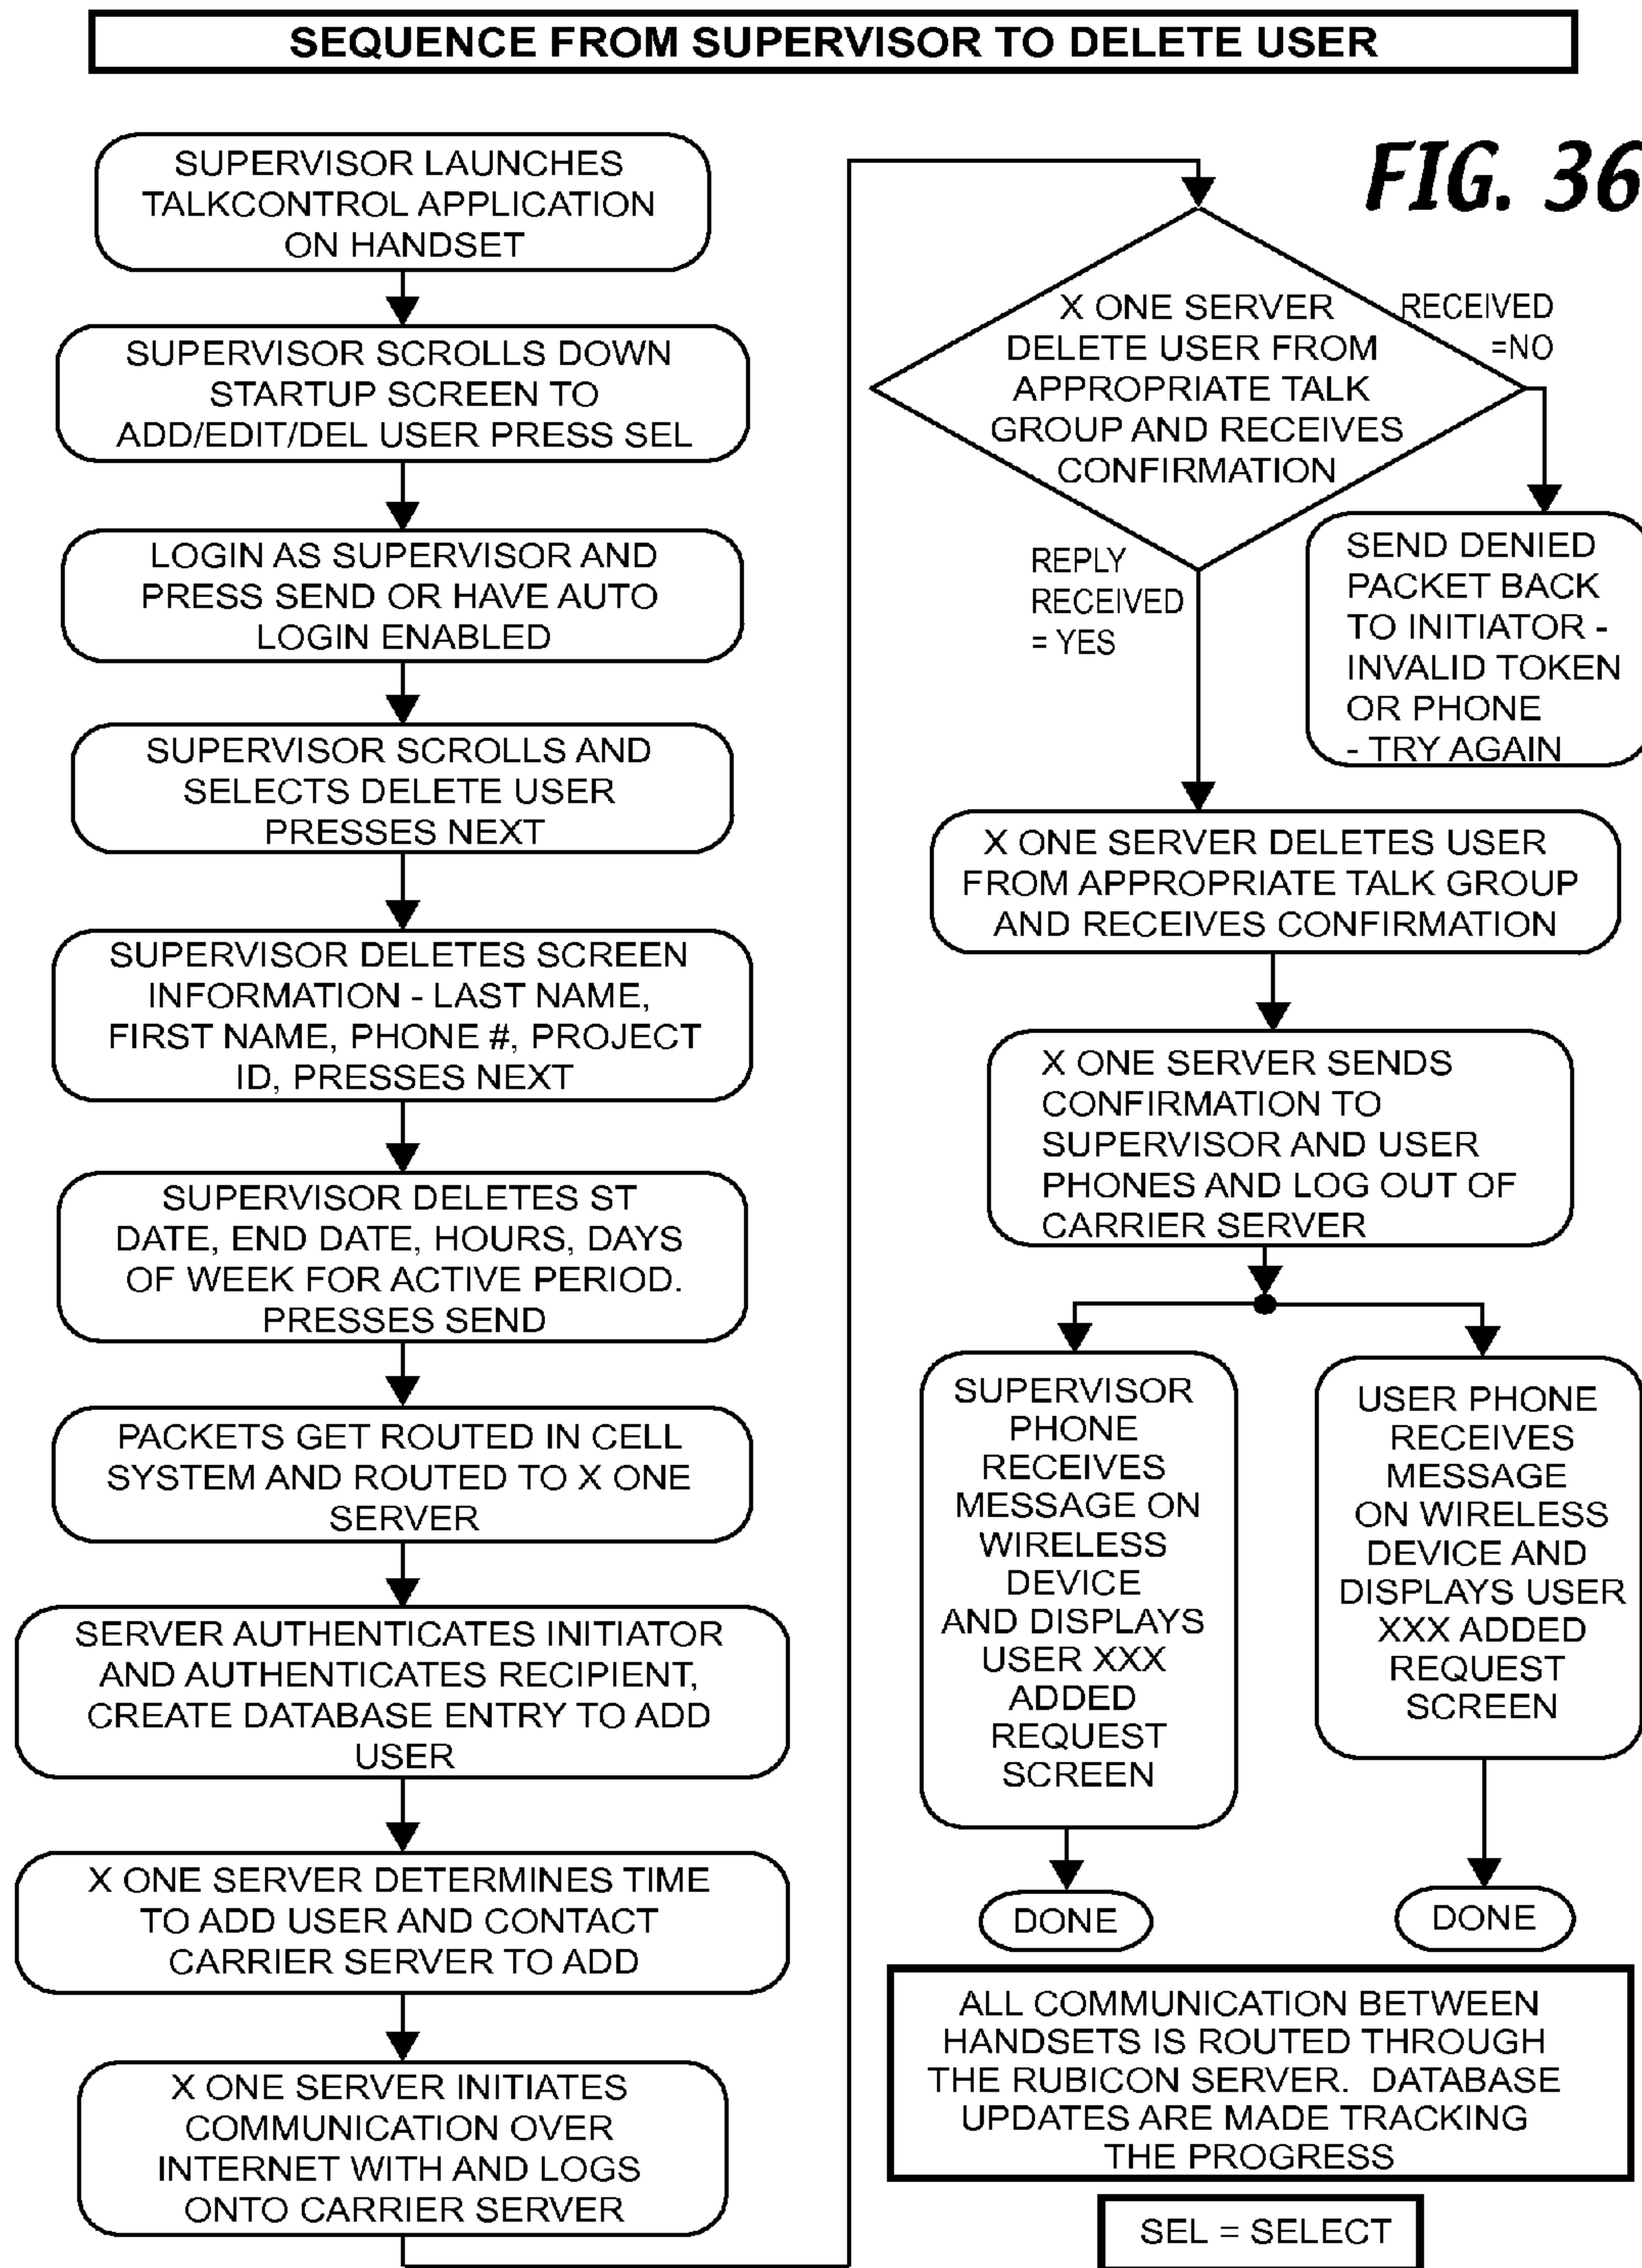 SEQUENCE FROM SUPERVISOR TO DELETE USER
FIG. 36
SUPERVISOR LAUNCHES
TALKCONTROL APPLICATION
ON HANDSET
SUPERVISOR SCROLLS DOWN
STARTUP SCREEN TO
ADD/EDIT/DEL USER PRESS SEL
LOGIN AS SUPERVISOR AND
PRESS SEND OR HAVE AUTO
LOGIN ENABLED
SUPERVISOR SCROLLS AND
SELECTS DELETE USER
PRESSES NEXT
SUPERVISOR DELETES SCREEN
INFORMATION - LAST NAME,
FIRST NAME, PHONE #, PROJECT
ID, PRESSES NEXT
SUPERVISOR DELETES ST
DATE, END DATE, HOURS, DAYS
OF WEEK FOR ACTIVE PERIOD.
PRESSES SEND
PACKETS GET ROUTED IN CELL
SYSTEM AND ROUTED TO X ONE
SERVER
SERVER AUTHENTICATES INITIATOR
AND AUTHENTICATES RECIPIENT,
CREATE DATABASE ENTRY TO ADD
USER
X ONE SERVER DETERMINES TIME
TO ADD USER AND CONTACT
CARRIER SERVER TO ADD
X ONE SERVER INITIATES
COMMUNICATION OVER
INTERNET WITH AND LOGS
ONTO CARRIER SERVER
X ONE SERVER
DELETE USER FROM
APPROPRIATE TALK
GROUP AND RECEIVES
CONFIRMATION
RECEIVED
=NO
SEND DENIED
PACKET BACK
TO INITIATOR -
INVALID TOKEN
OR PHONE
- TRY AGAIN
REPLY
RECEIVED
= YES
X ONE SERVER DELETES USER
FROM APPROPRIATE TALK GROUP
AND RECEIVES CONFIRMATION
X ONE SERVER SENDS
CONFIRMATION TO
SUPERVISOR AND USER
PHONES AND LOG OUT OF
CARRIER SERVER
SUPERVISOR
PHONE
RECEIVES
MESSAGE ON
WIRELESS
DEVICE
AND DISPLAYS
USER XXX
ADDED
REQUEST
SCREEN
DONE
USER PHONE
RECEIVES
MESSAGE
ON WIRELESS
DEVICE AND
DISPLAYS USER
XXX ADDED
REQUEST
SCREEN
DONE
ALL COMMUNICATION BETWEEN
HANDSETS IS ROUTED THROUGH
THE RUBICON SERVER. DATABASE
UPDATES ARE MADE TRACKING
THE PROGRESS
SEL = SELECT